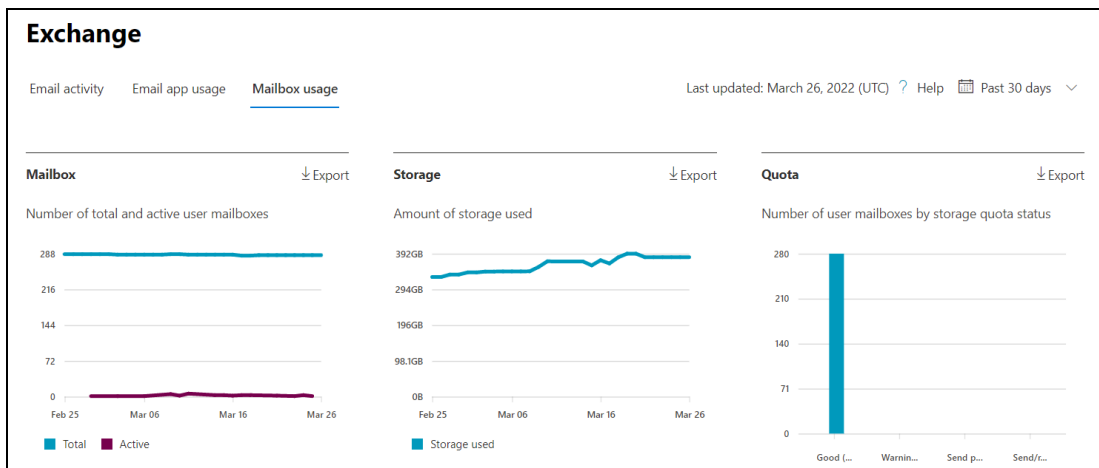 Exchange
Email activity Email app usage Mailbox usage
Last updated: March 26, 2022 (UTC) ? Help Past 30 days
Mailbox Export
Number of total and active user mailboxes
288
216
144
72
0
Feb 25 Mar 06 Mar 16 Mar 26
Total Active
Storage Export
Amount of storage used
392GB
294GB
196GB
98.1GB
0B
Feb 25 Mar 06 Mar 16 Mar 26
Storage used
Quota Export
Number of user mailboxes by storage quota status
280
210
140
71
0
Good (... Warnin... Send p... Send/r...